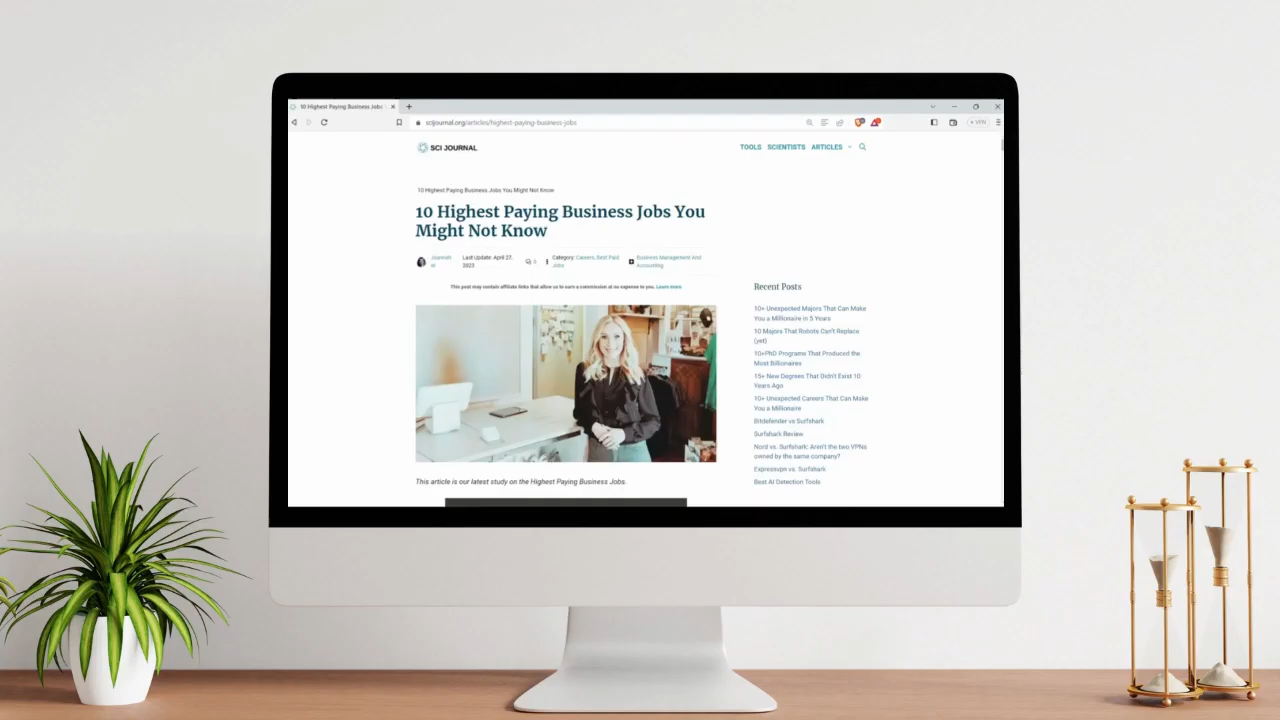 10 Highest Paying Business Jobs
scijournal.org/articles/highest-paying-business-jobs
VPN
SCI JOURNAL
TOOLS SCIENTISTS ARTICLES
10 Highest Paying Business Jobs You Might Not Know
10 Highest Paying Business Jobs You
Might Not Know
Last Update: April 27,
2023
0
Category: Careers, Best Paid
Jobs
Business Management And
Accounting
This post may contain affiliate links that allow us to earn a commission at no expense to you. Learn more
This article is our latest study on the Highest Paying Business Jobs.
Recent Posts
10+ Unexpected Majors That Can Make
You a Millionaire in 5 Years
10 Majors That Robots Can't Replace
(yet)
10+PhD Programs That Produced the
Most Billionaires
15+ New Degrees That Didn't Exist 10
Years Ago
10+ Unexpected Careers That Can Make
You a Millionaire
Bitdefender vs Surfshark
Surfshark Review
Nord vs. Surfshark: Aren't the two VPNs
owned by the same company?
Expressvpn vs. Surfshark
Best AI Detection Tools